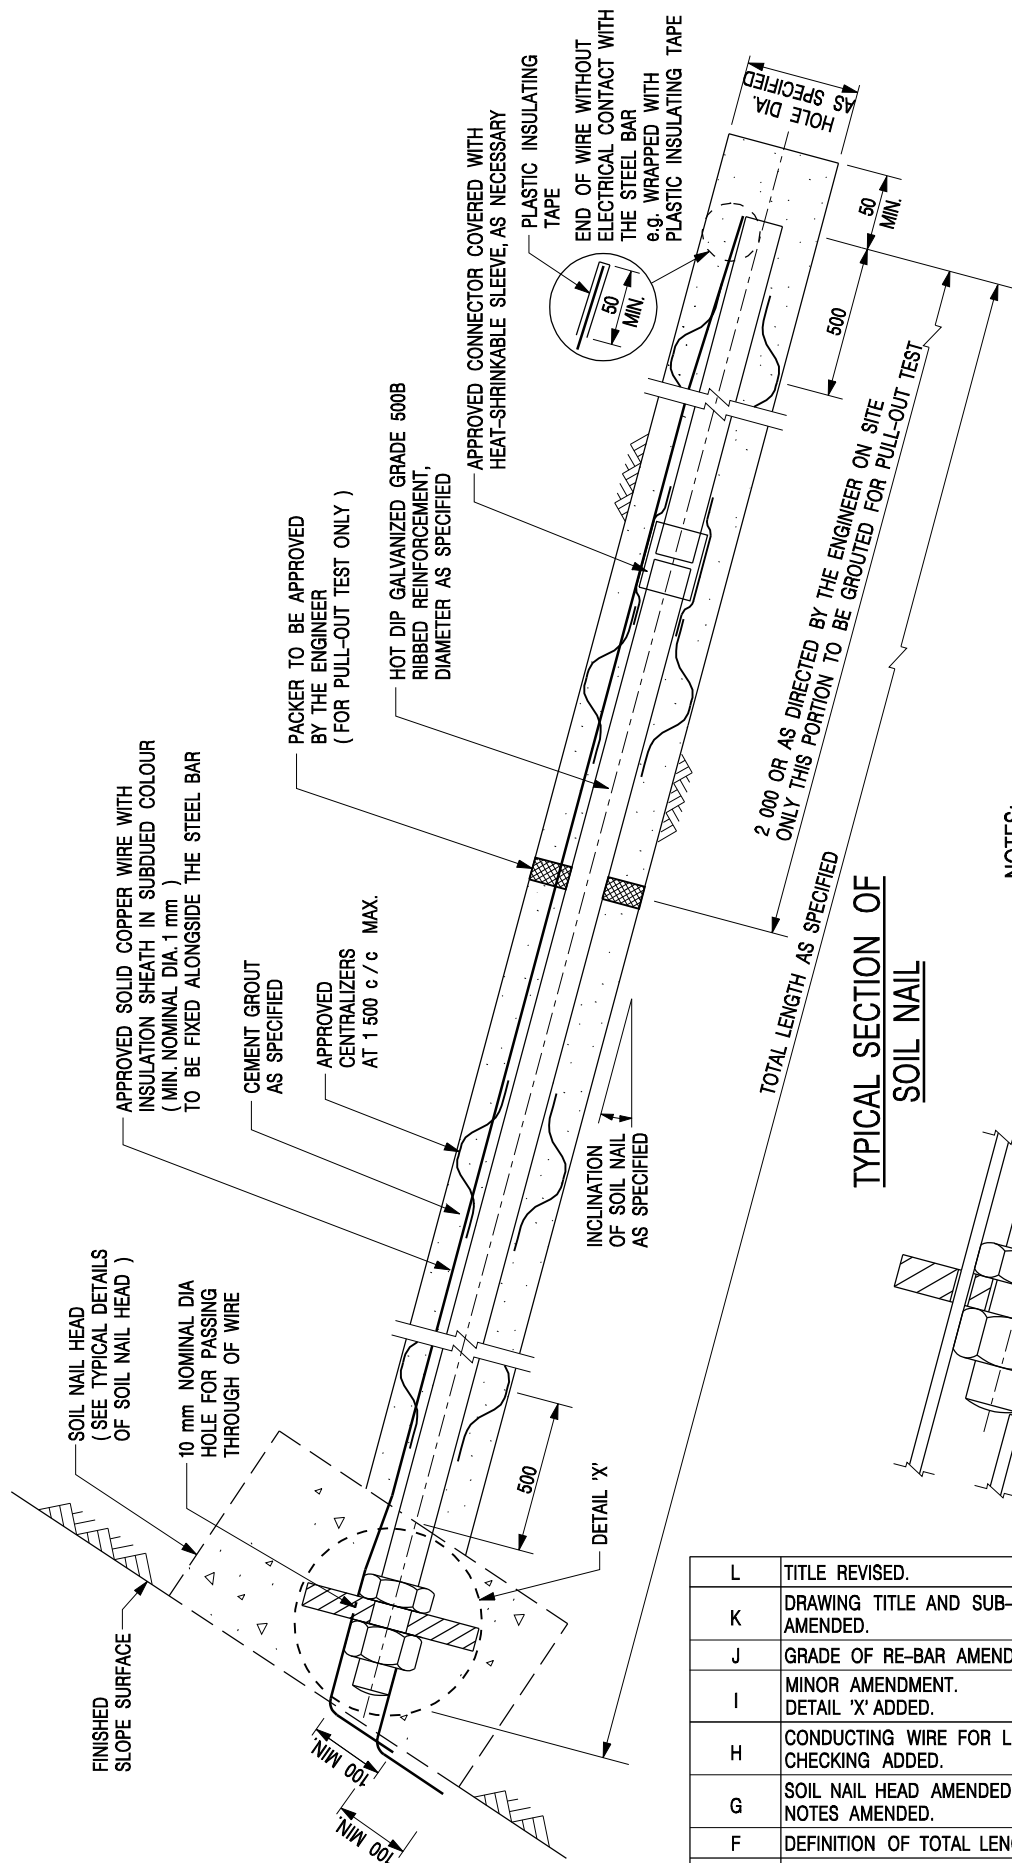 FINISHED
SLOPE SURFACE
SOIL NAIL HEAD
( SEE TYPICAL DETAILS
OF SOIL NAIL HEAD )
10 mm NOMINAL DIA
HOLE FOR PASSING
THROUGH OF WIRE
APPROVED SOLID COPPER WIRE WITH
INSULATION SHEATH IN SUBDUED COLOUR
( MIN. NOMINAL DIA. 1 mm )
TO BE FIXED ALONGSIDE THE STEEL BAR
CEMENT GROUT
AS SPECIFIED
APPROVED
CENTRALIZERS
AT 1 500 c / c MAX.
PACKER TO BE APPROVED
BY THE ENGINEER
( FOR PULL-OUT TEST ONLY )
HOT DIP GALVANIZED GRADE 500B
RIBBED REINFORCEMENT,
DIAMETER AS SPECIFIED
APPROVED CONNECTOR COVERED WITH
HEAT-SHRINKABLE SLEEVE, AS NECESSARY
PLASTIC INSULATING
TAPE
END OF WIRE WITHOUT
ELECTRICAL CONTACT WITH
THE STEEL BAR
e.g. WRAPPED WITH
PLASTIC INSULATING TAPE
50
MIN.
HOLE DIA.
AS SPECIFIED
50
MIN.
500
2 000 OR AS DIRECTED BY THE ENGINEER ON SITE
ONLY THIS PORTION TO BE GROUTED FOR PULL-OUT TEST
TOTAL LENGTH AS SPECIFIED
INCLINATION
OF SOIL NAIL
AS SPECIFIED
500
DETAIL 'X'
100 MIN.
100 MIN.
TYPICAL SECTION OF
SOIL NAIL
NOTES:
L TITLE REVISED.
K DRAWING TITLE AND SUB-
AMENDED.
J GRADE OF RE-BAR AMEND
I MINOR AMENDMENT.
DETAIL 'X' ADDED.
H CONDUCTING WIRE FOR L
CHECKING ADDED.
G SOIL NAIL HEAD AMENDED
NOTES AMENDED.
F DEFINITION OF TOTAL LEN